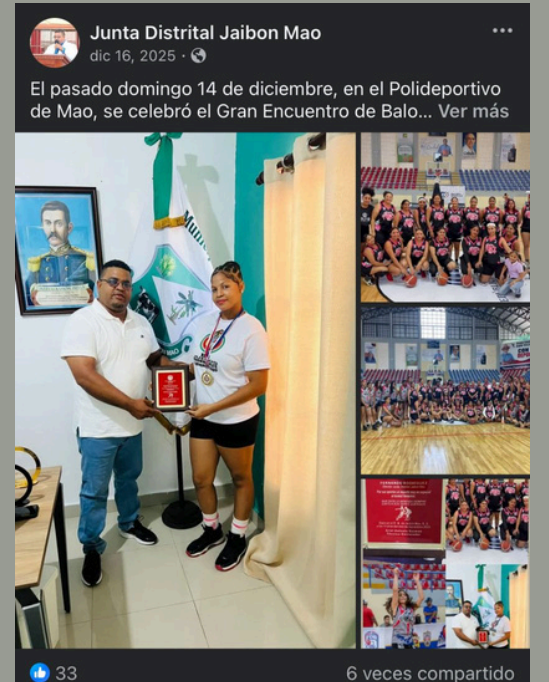 Junta Distrital Jaibon Mao
dic 16, 2025 ·
El pasado domingo 14 de diciembre, en el Polideportivo
de Mao, se celebró el Gran Encuentro de Balo... Ver más
MAO
33
6 veces compartido